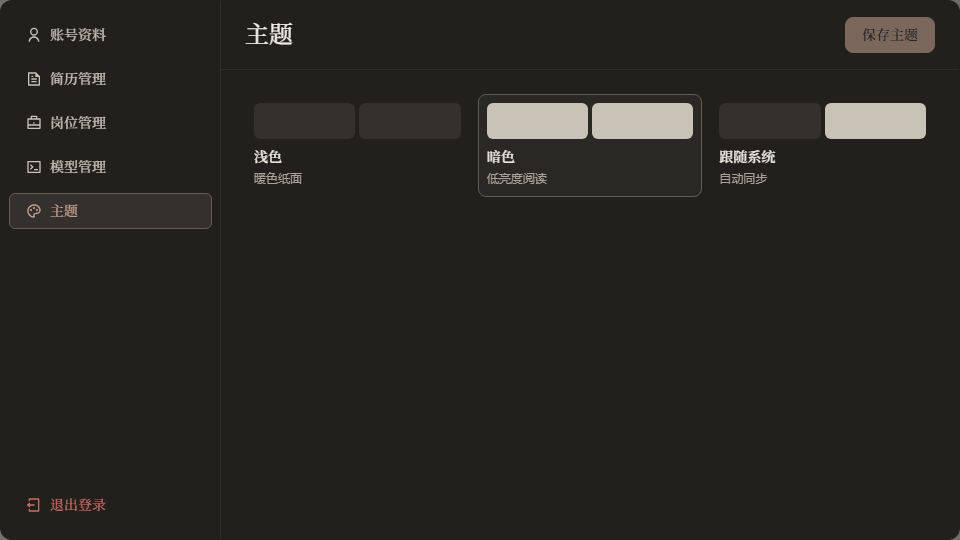 账号资料
简历管理
岗位管理
模型管理
主题
退出登录
主题
保存主题
浅色
暖色纸面
暗色
低亮度阅读
跟随系统
自动同步